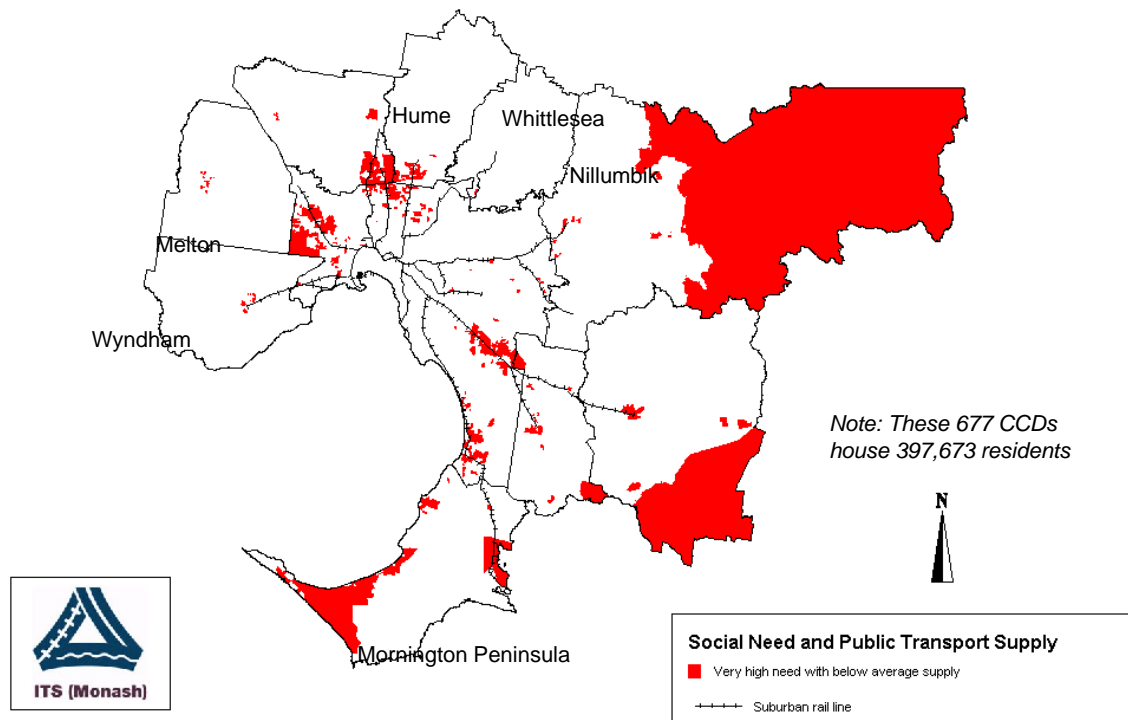 Hume
Whittlesea
Nillumbik
Melton
Wyndham
Note: These 677 CCDs
house 397,673 residents
N
Mornington Peninsula
ITS (Monash)
Social Need and Public Transport Supply
Very high need with below average supply
Suburban rail line